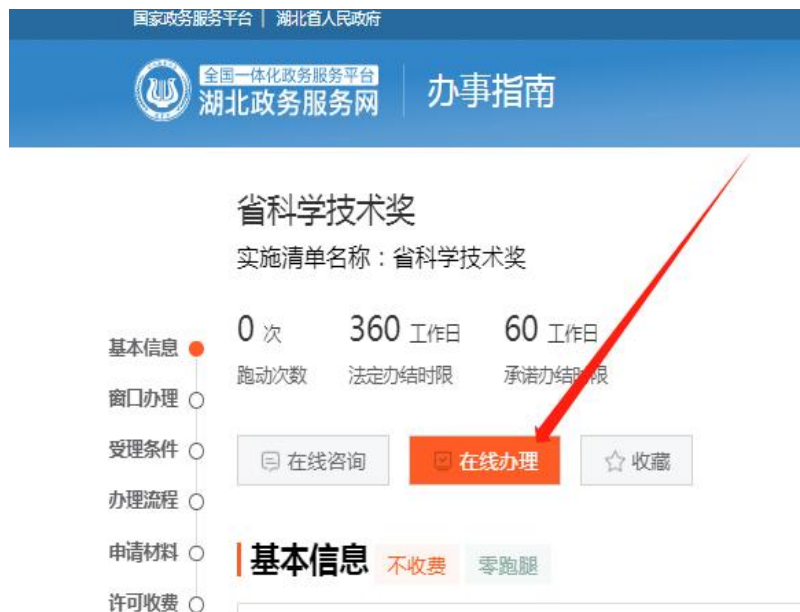 国家政务服务平台 | 湖北省人民政府
全国一体化政务服务平台
湖北政务服务网
办事指南
省科学技术奖
实施清单名称：省科学技术奖
0 次 360 工作日 60 工作日
跑动次数 法定办结时限 承诺办结时限
在线咨询 在线办理 收藏
基本信息
窗口办理
受理条件
办理流程
申请材料
许可收费
基本信息 不收费 零跑腿